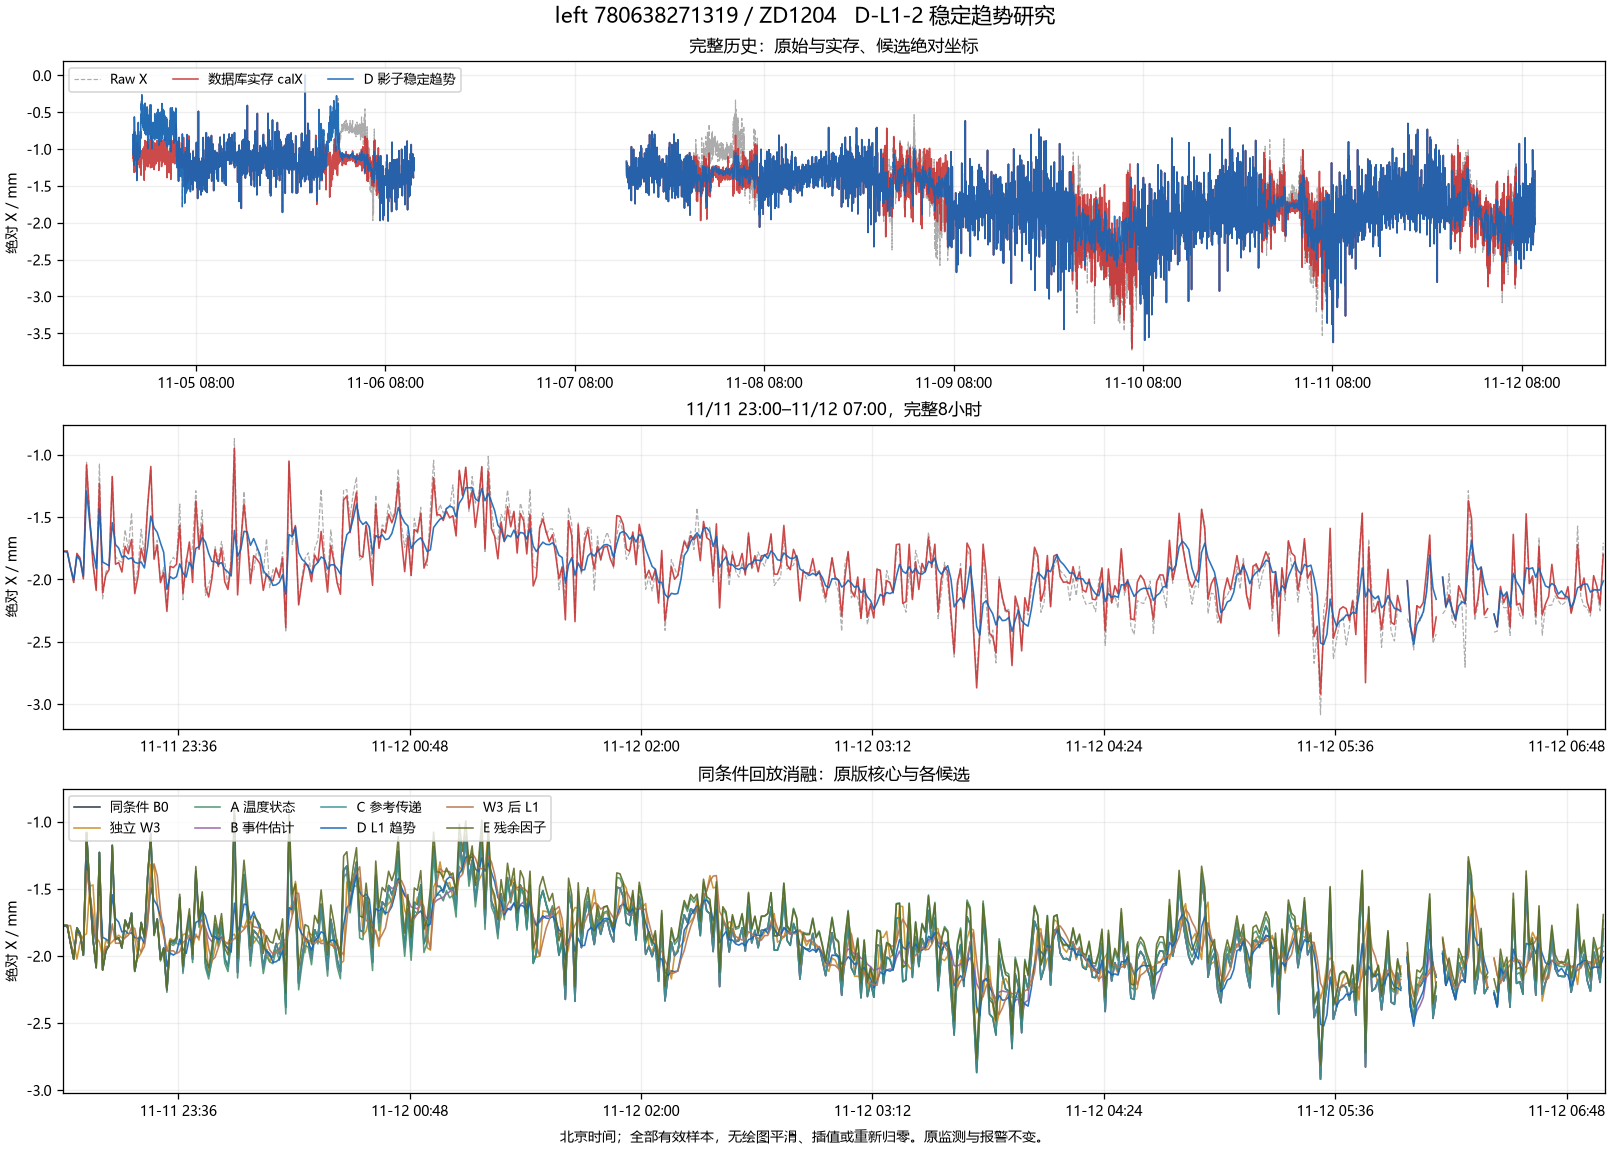 left 780638271319 / ZD1204   D-L1-2 稳定趋势研究
完整历史：原始与实存、候选绝对坐标
Raw X
数据库实存 calX
D 影子稳定趋势
绝对 X / mm
0.0
-0.5
-1.0
-1.5
-2.0
-2.5
-3.0
-3.5
11-05 08:00
11-06 08:00
11-07 08:00
11-08 08:00
11-09 08:00
11-10 08:00
11-11 08:00
11-12 08:00
11/11 23:00–11/12 07:00，完整8小时
绝对 X / mm
-1.0
-1.5
-2.0
-2.5
-3.0
11-11 23:36
11-12 00:48
11-12 02:00
11-12 03:12
11-12 04:24
11-12 05:36
11-12 06:48
同条件回放消融：原版核心与各候选
同条件 B0
独立 W3
A 温度状态
B 事件估计
C 参考传递
D L1 趋势
W3 后 L1
E 残余因子
绝对 X / mm
-1.0
-1.5
-2.0
-2.5
-3.0
11-11 23:36
11-12 00:48
11-12 02:00
11-12 03:12
11-12 04:24
11-12 05:36
11-12 06:48
北京时间；全部有效样本，无绘图平滑、插值或重新归零。原监测与报警不变。